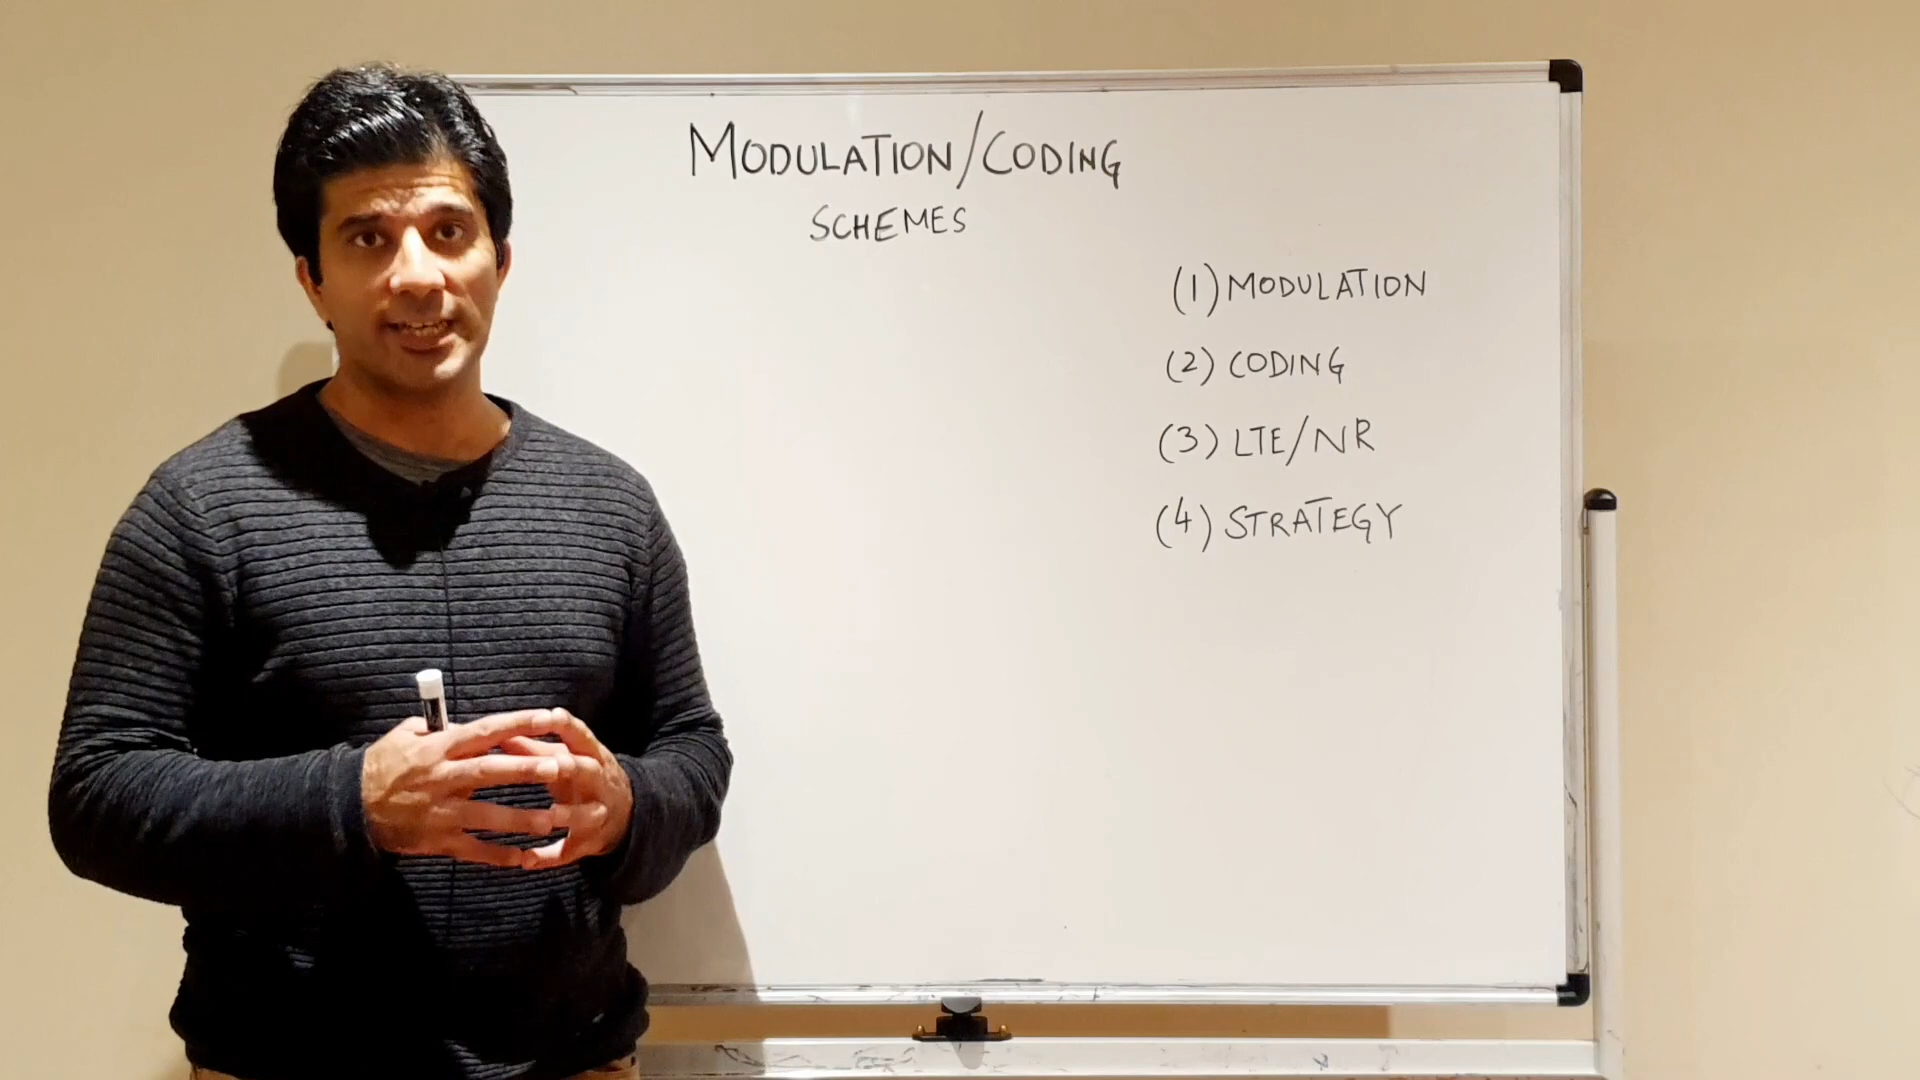 MODULATION/CODING
SCHEMES
(1) MODULATION
(2) CODING
(3) LTE/NR
(4) STRATEGY